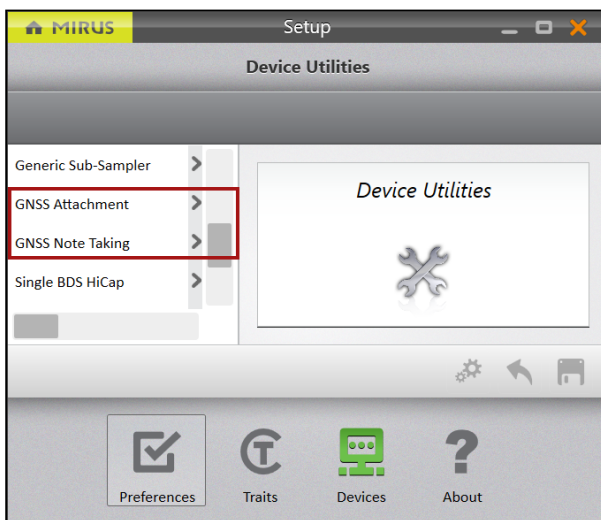 MIRUS
Setup
Device Utilities
Generic Sub-Sampler
GNSS Attachment
GNSS Note Taking
Single BDS HiCap
Device Utilities
Preferences
Traits
Devices
About